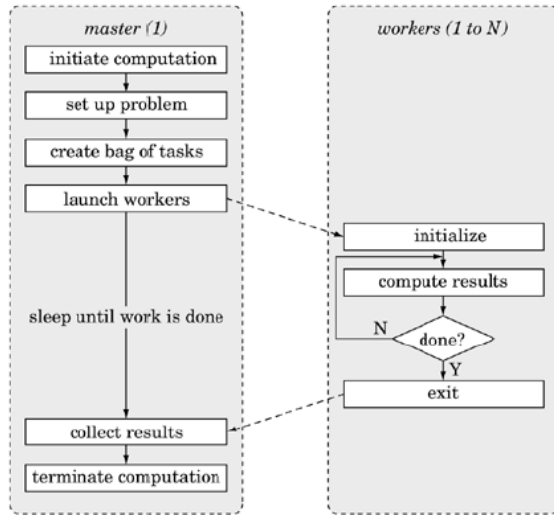 master (1)
initiate computation
set up problem
create bag of tasks
launch workers
sleep until work is done
collect results
terminate computation
workers (1 to N)
initialize
compute results
done?
N
Y
exit